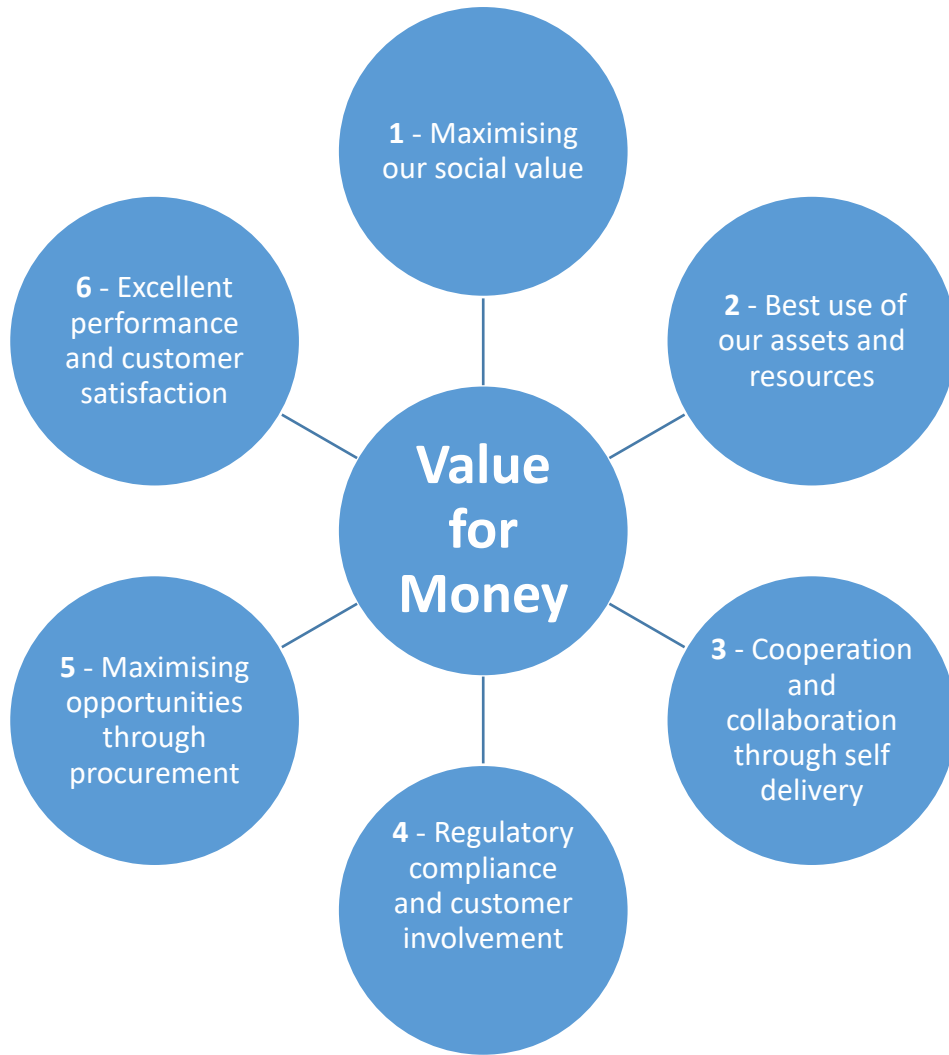 1 - Maximising
our social value
2 - Best use of
our assets and
resources
3 - Cooperation
and
collaboration
through self
delivery
4 - Regulatory
compliance
and customer
involvement
5 - Maximising
opportunities
through
procurement
6 - Excellent
performance
and customer
satisfaction
Value
for
Money